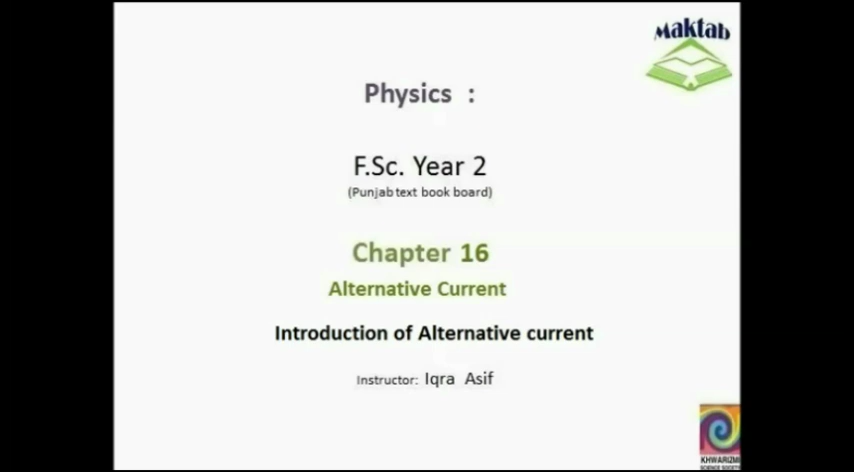 Maktab
Physics :
F.Sc. Year 2
(Punjab text book board)
Chapter 16
Alternative Current
Introduction of Alternative current
Instructor: Iqra Asif
KHWARIZMI
SCIENCE SOCIETY